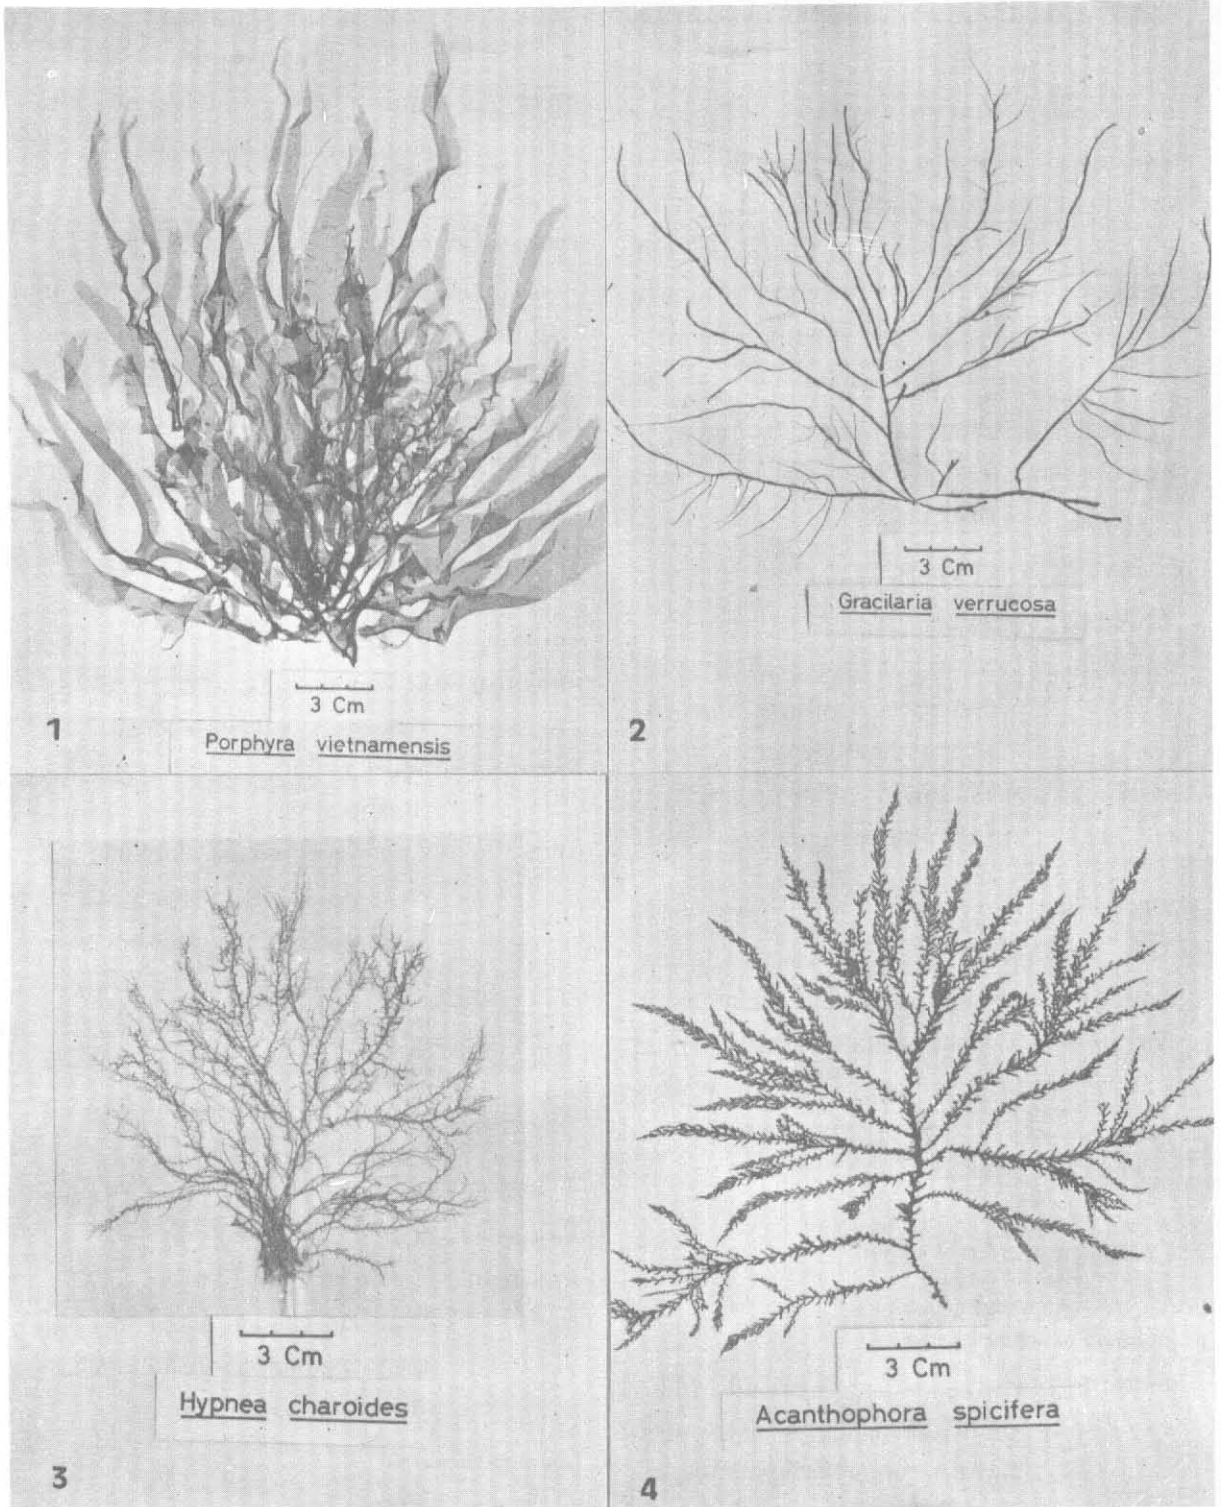 3 Cm
1
Porphyra vietnamensis
3 Cm
Gracilaria verrucosa
2
3 Cm
Hypnea charoides
3
3 Cm
Acanthophora spicifera
4